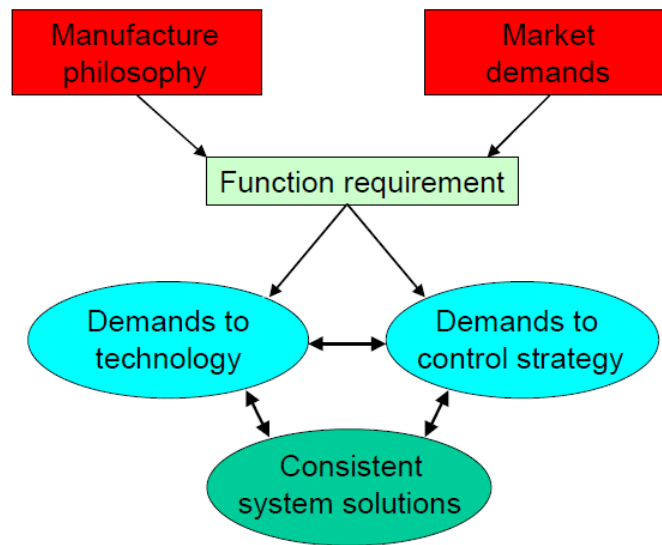 Manufacture
philosophy
Market
demands
Function requirement
Demands to
technology
Demands to
control strategy
Consistent
system solutions